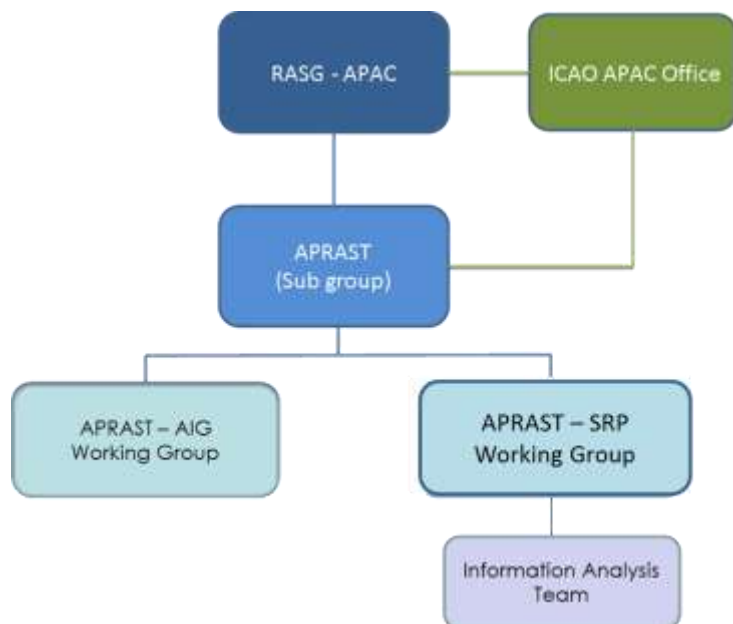 RASG - APAC
ICAO APAC Office
APRAST
(Sub group)
APRAST – AIG
Working Group
APRAST – SRP
Working Group
Information Analysis
Team